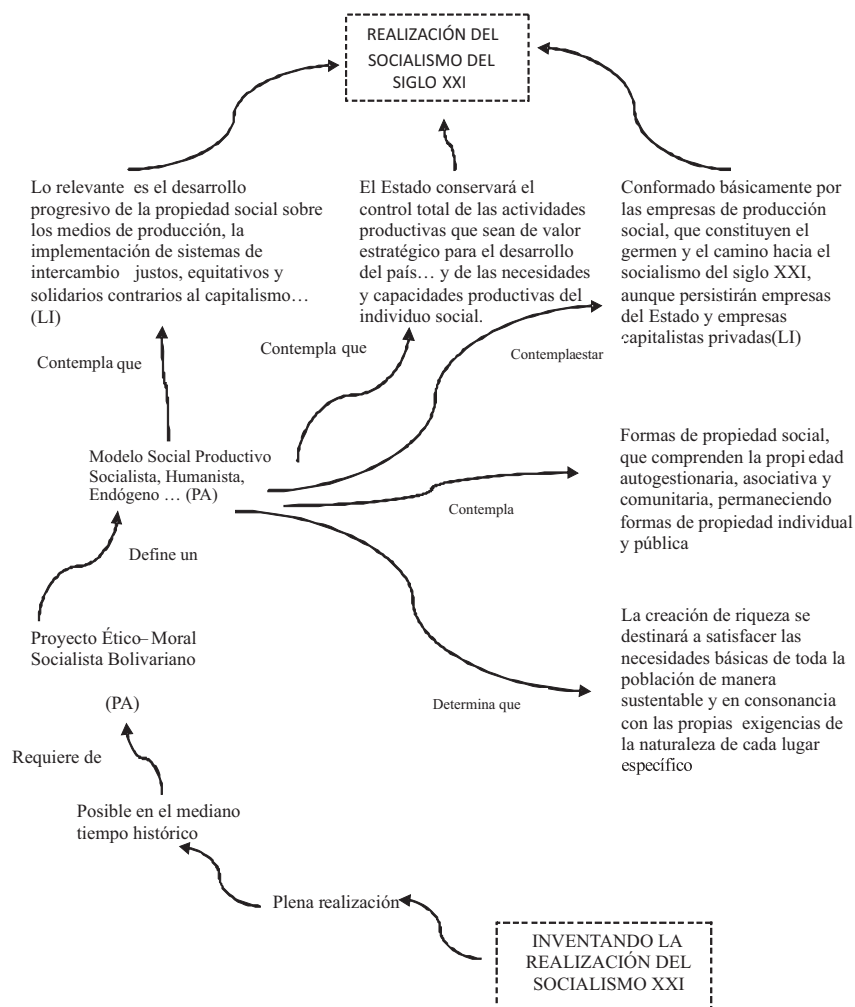 REALIZACIÓN DEL
SOCIALISMO DEL
SIGLO XXI
Lo relevante es el desarrollo
progresivo de la propiedad social sobre
los medios de producción, la
implementación de sistemas de
intercambio justos, equitativos y
solidarios contrarios al capitalismo…
(LI)
El Estado conservará el
control total de las actividades
productivas que sean de valor
estratégico para el desarrollo
del país… y de las necesidades
y capacidades productivas del
individuo social.
Conformado básicamente por
las empresas de producción
social, que constituyen el
germen y el camino hacia el
socialismo del siglo XXI,
aunque persistirán empresas
del Estado y empresas
capitalistas privadas(LI)
Contempla que
Contempla que
Contemplaestar
Modelo Social Productivo
Socialista, Humanista,
Endógeno … (PA)
Formas de propiedad social,
que comprenden la propiedad
autogestionaria, asociativa y
comunitaria, permaneciendo
formas de propiedad individual
y pública
Contempla
Define un
Proyecto Ético–Moral
Socialista Bolivariano
(PA)
La creación de riqueza se
destinará a satisfacer las
necesidades básicas de toda la
población de manera
sustentable y en consonancia
con las propias exigencias de
la naturaleza de cada lugar
específico
Determina que
Requiere de
Posible en el mediano
tiempo histórico
Plena realización
INVENTANDO LA
REALIZACIÓN DEL
SOCIALISMO XXI